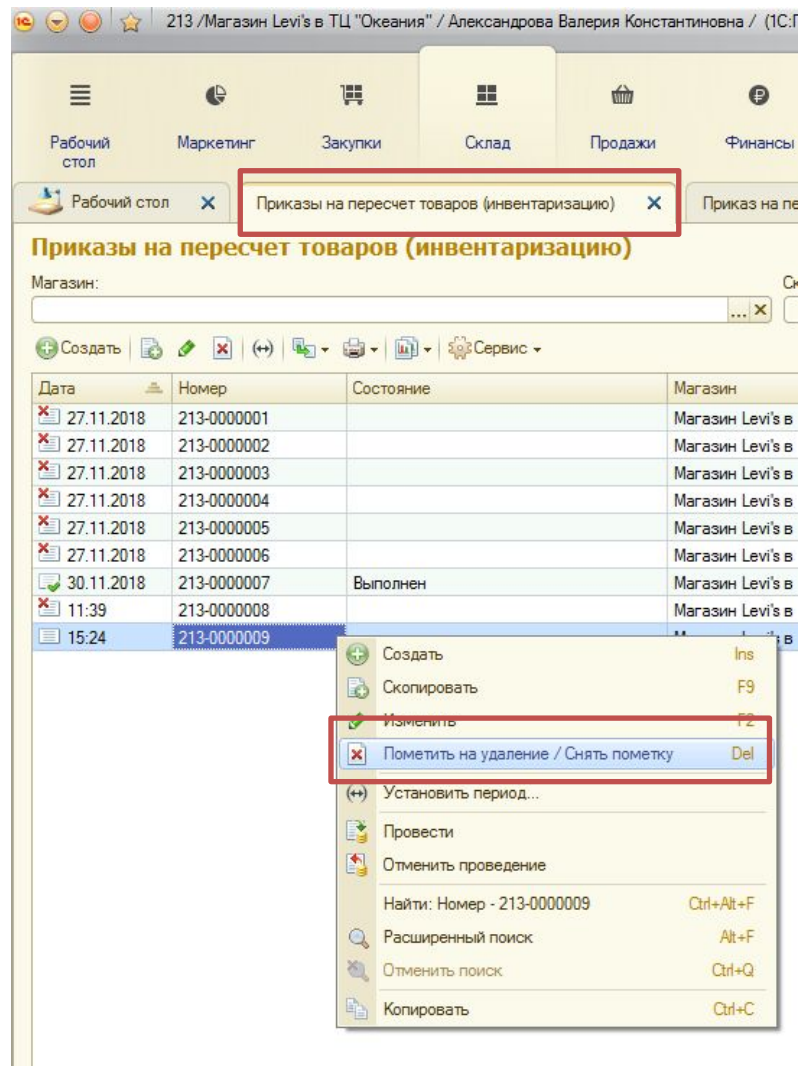 213 /Магазин Levi's в ТЦ "Океания" / Александрова Валерия Константиновна / (1С:П
Рабочий стол
Маркетинг
Закупки
Склад
Продажи
Финансы
Рабочий стол
Приказы на пересчет товаров (инвентаризацию)
Приказ на пе
Приказы на пересчет товаров (инвентаризацию)
Магазин:
Ск
Создать
Сервис
Дата Номер Состояние Магазин
27.11.2018 213-0000001 Магазин Levi's в
27.11.2018 213-0000002 Магазин Levi's в
27.11.2018 213-0000003 Магазин Levi's в
27.11.2018 213-0000004 Магазин Levi's в
27.11.2018 213-0000005 Магазин Levi's в
27.11.2018 213-0000006 Магазин Levi's в
30.11.2018 213-0000007 Выполнен Магазин Levi's в
11:39 213-0000008 Магазин Levi's в
15:24 213-0000009 в
Создать Ins
Скопировать F9
Изменить F2
Пометить на удаление / Снять пометку Del
Установить период...
Провести
Отменить проведение
Найти: Номер - 213-0000009 Ctrl+Alt+F
Расширенный поиск Alt+F
Отменить поиск Ctrl+Q
Копировать Ctrl+C